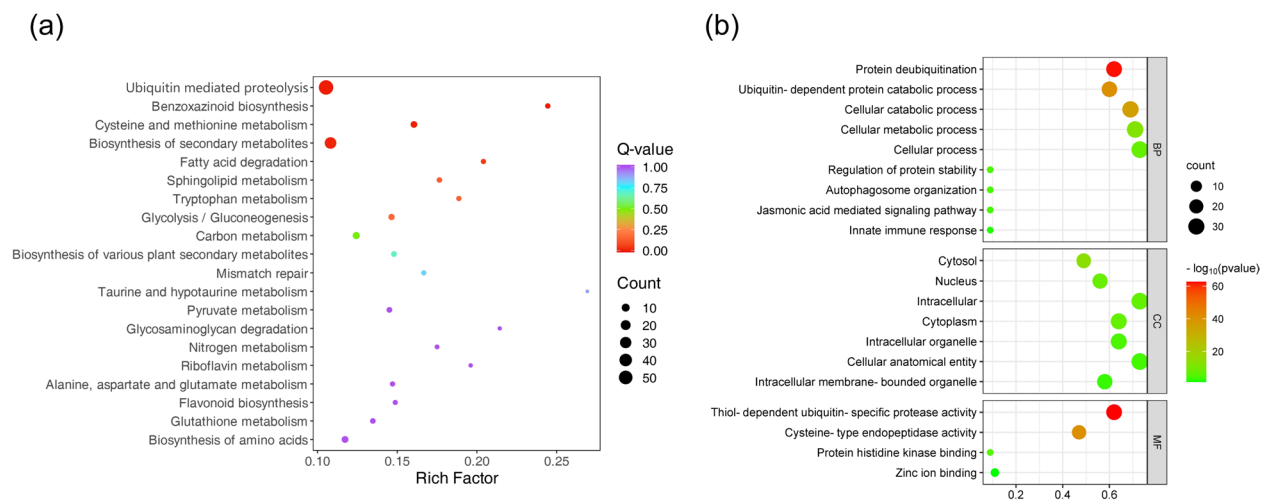 (a)
Ubiquitin mediated proteolysis
Benzoxazinoid biosynthesis
Cysteine and methionine metabolism
Biosynthesis of secondary metabolites
Fatty acid degradation
Sphingolipid metabolism
Tryptophan metabolism
Glycolysis / Gluconeogenesis
Carbon metabolism
Biosynthesis of various plant secondary metabolites
Mismatch repair
Taurine and hypotaurine metabolism
Pyruvate metabolism
Glycosaminoglycan degradation
Nitrogen metabolism
Riboflavin metabolism
Alanine, aspartate and glutamate metabolism
Flavonoid biosynthesis
Glutathione metabolism
Biosynthesis of amino acids
0.10 0.15 0.20 0.25
Rich Factor
Q-value
1.00
0.75
0.50
0.25
0.00
Count
10
20
30
40
50
(b)
Protein deubiquitination
Ubiquitin- dependent protein catabolic process
Cellular catabolic process
Cellular metabolic process
Cellular process
Regulation of protein stability
Autophagosome organization
Jasmonic acid mediated signaling pathway
Innate immune response
BP
Cytosol
Nucleus
Intracellular
Cytoplasm
Intracellular organelle
Cellular anatomical entity
Intracellular membrane- bounded organelle
CC
Thiol- dependent ubiquitin- specific protease activity
Cysteine- type endopeptidase activity
Protein histidine kinase binding
Zinc ion binding
MF
0.2 0.4 0.6
count
10
20
30
- log10(pvalue)
60
40
20